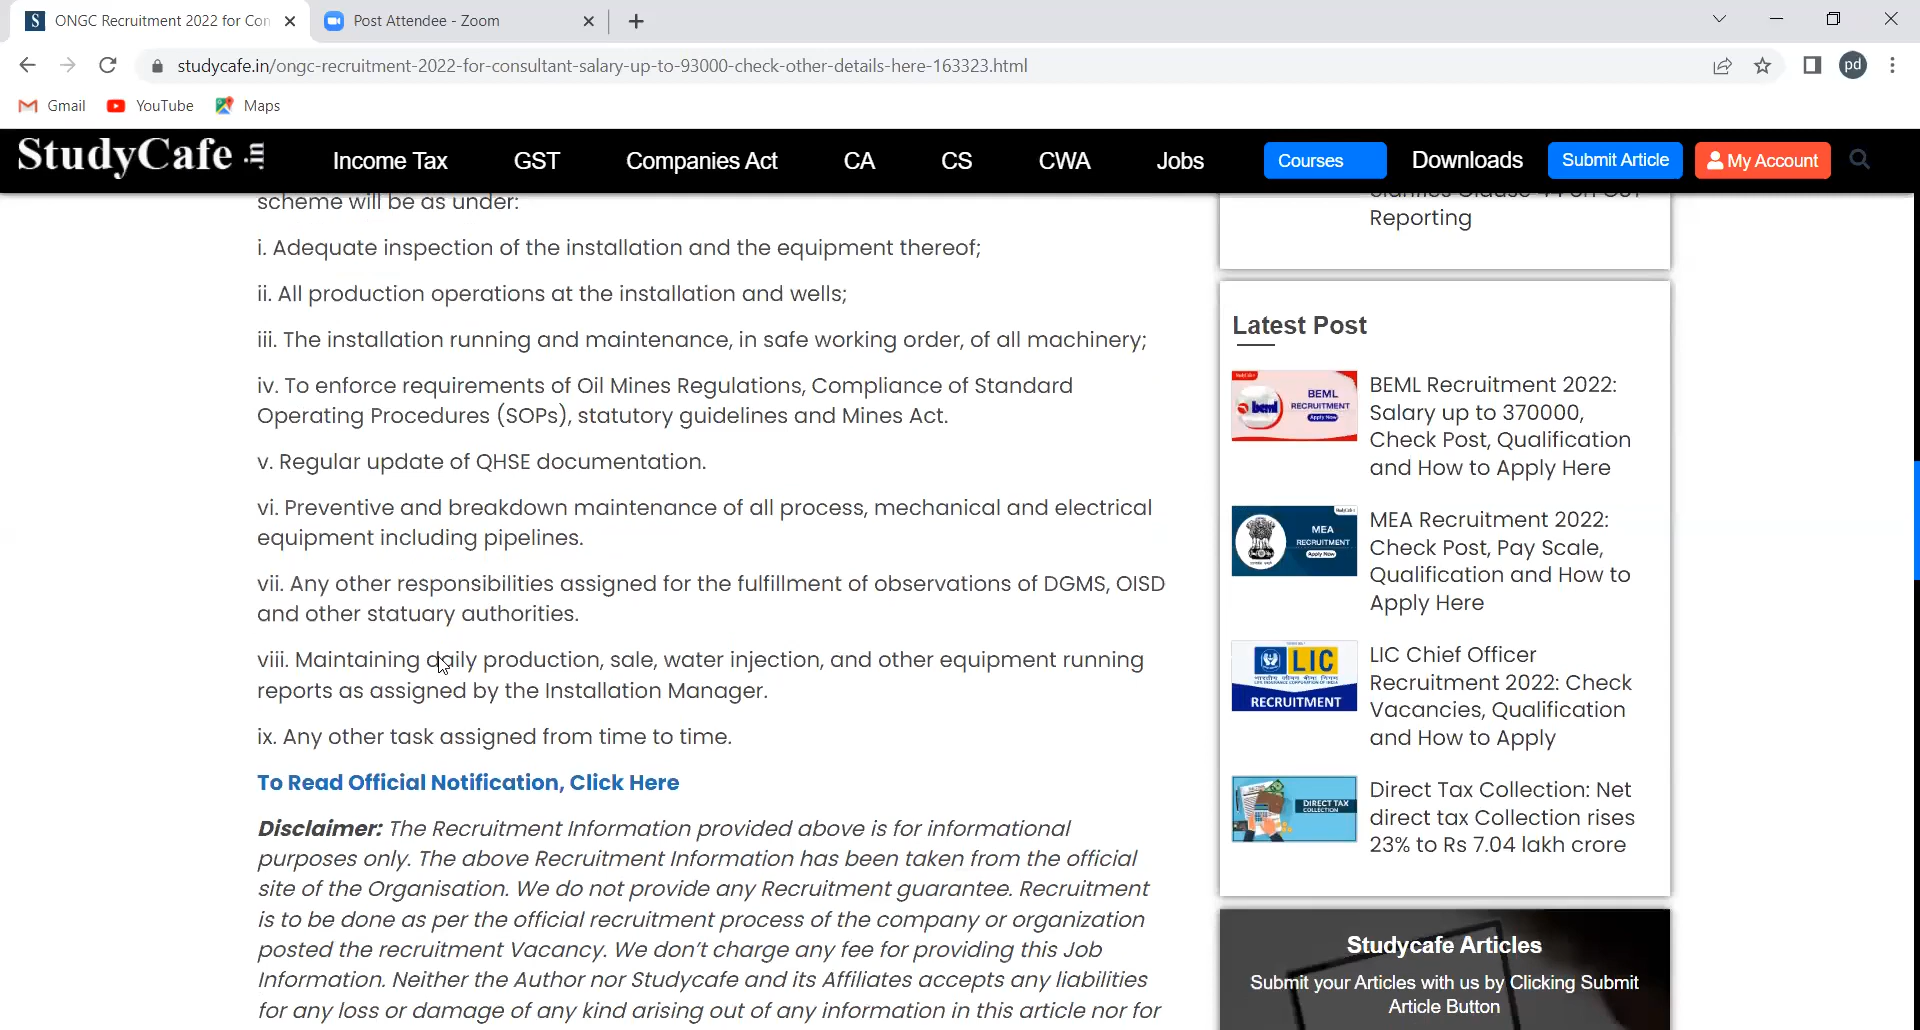 ONGC Recruitment 2022 for Con
Post Attendee - Zoom
studycafe.in/ongc-recruitment-2022-for-consultant-salary-up-to-93000-check-other-details-here-163323.html
pd
Gmail
YouTube
Maps
StudyCafe.in
Income Tax
GST
Companies Act
CA
CS
CWA
Jobs
Courses
Downloads
Submit Article
My Account
scheme will be as under:
i. Adequate inspection of the installation and the equipment thereof;
ii. All production operations at the installation and wells;
iii. The installation running and maintenance, in safe working order, of all machinery;
iv. To enforce requirements of Oil Mines Regulations, Compliance of Standard
Operating Procedures (SOPs), statutory guidelines and Mines Act.
v. Regular update of QHSE documentation.
vi. Preventive and breakdown maintenance of all process, mechanical and electrical
equipment including pipelines.
vii. Any other responsibilities assigned for the fulfillment of observations of DGMS, OISD
and other statuary authorities.
viii. Maintaining daily production, sale, water injection, and other equipment running
reports as assigned by the Installation Manager.
ix. Any other task assigned from time to time.
To Read Official Notification, Click Here
Disclaimer: The Recruitment Information provided above is for informational
purposes only. The above Recruitment Information has been taken from the official
site of the Organisation. We do not provide any Recruitment guarantee. Recruitment
is to be done as per the official recruitment process of the company or organization
posted the recruitment Vacancy. We don't charge any fee for providing this Job
Information. Neither the Author nor Studycafe and its Affiliates accepts any liabilities
for any loss or damage of any kind arising out of any information in this article nor for
Reporting
Latest Post
BEML
RECRUITMENT
Apply Now
beml
BEML Recruitment 2022:
Salary up to 370000,
Check Post, Qualification
and How to Apply Here
MEA
RECRUITMENT
Apply Now
MEA Recruitment 2022:
Check Post, Pay Scale,
Qualification and How to
Apply Here
LIC
भारतीय जीवन बीमा निगम
LIFE INSURANCE CORPORATION OF INDIA
RECRUITMENT
LIC Chief Officer
Recruitment 2022: Check
Vacancies, Qualification
and How to Apply
DIRECT TAX
COLLECTION
Direct Tax Collection: Net
direct tax Collection rises
23% to Rs 7.04 lakh crore
Studycafe Articles
Submit your Articles with us by Clicking Submit
Article Button